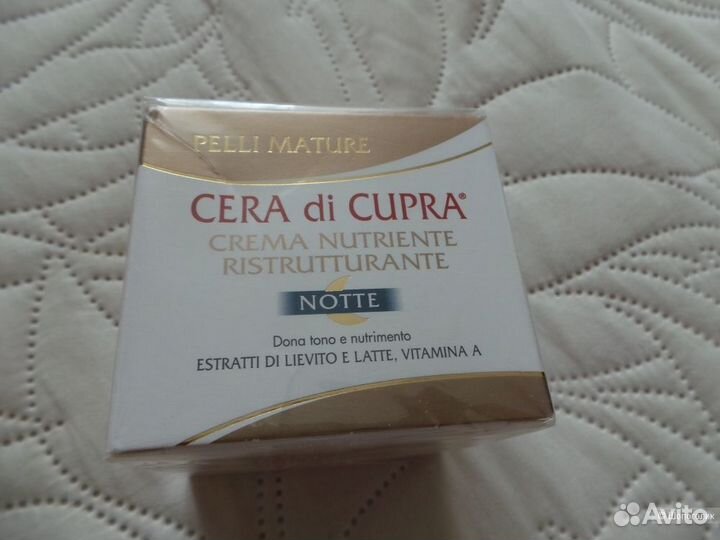 PELLI MATURE
CERA di CUPRA®
CREMA NUTRIENTE
RISTRUTTURANTE
NOTTE
Dona tono e nutrimento
ESTRATTI DI LIEVITO E LATTE, VITAMINA A
Avito